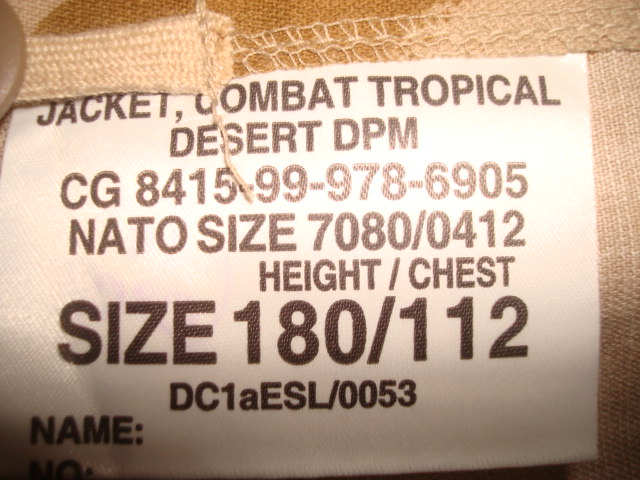 JACKET, COMBAT TROPICAL
DESERT DPM
CG 8415-99-978-6905
NATO SIZE 7080/0412
HEIGHT / CHEST
SIZE 180/112
DC1aESL/0053
NAME:
NO: